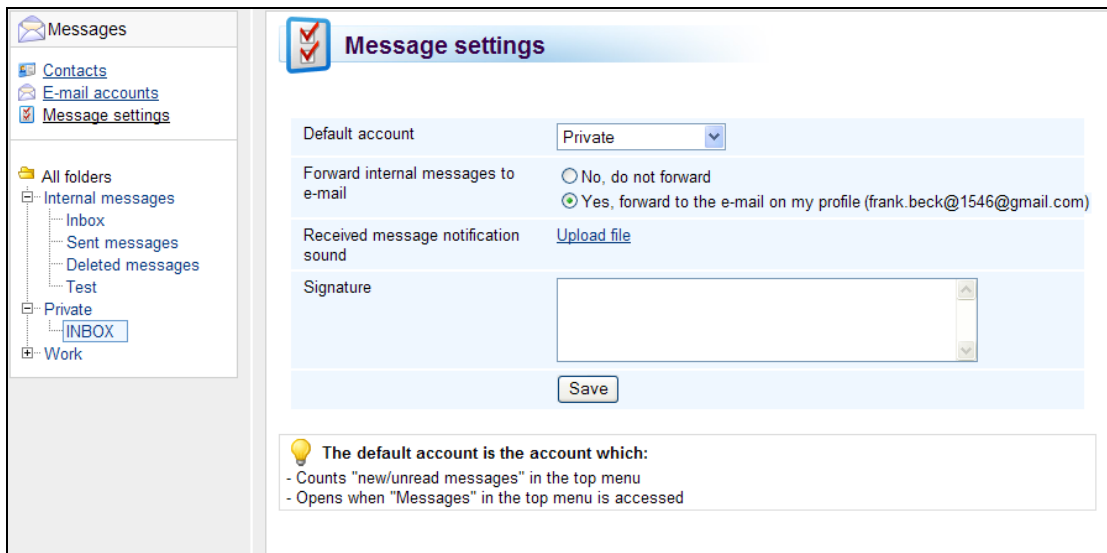 Messages
Contacts
E-mail accounts
Message settings
All folders
Internal messages
Inbox
Sent messages
Deleted messages
Test
Private
INBOX
Work
Message settings
Default account
Private
Forward internal messages to
e-mail
No, do not forward
Yes, forward to the e-mail on my profile (frank.beck@1546@gmail.com)
Received message notification
sound
Upload file
Signature
Save
The default account is the account which:
- Counts "new/unread messages" in the top menu
- Opens when "Messages" in the top menu is accessed